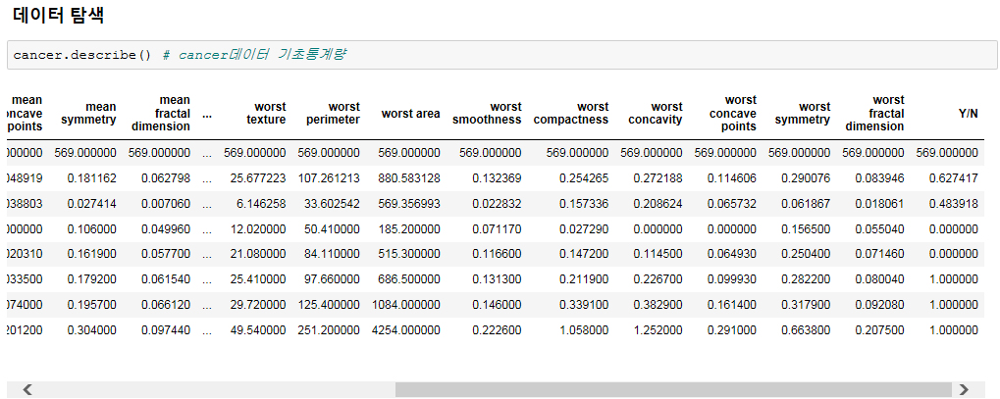 데이터 탐색
cancer.describe() # cancer데이터 기초통계량
mean mean mean worst worst worst worst worst worst worst worst
symmetry fractal ... texture perimeter worst area smoothness compactness concavity concave symmetry fractal Y/N
points dimension points dimension
569.000000 569.000000 ... 569.000000 569.000000 569.000000 569.000000 569.000000 569.000000 569.000000 569.000000 569.000000 569.000000
0.181162 0.062798 ... 25.677223 107.261213 880.583128 0.132369 0.254265 0.272188 0.114606 0.290076 0.083946 0.627417
0.027414 0.007060 ... 6.146258 33.602542 569.356993 0.022832 0.157336 0.208624 0.065732 0.061867 0.018061 0.483918
0.106000 0.049960 ... 12.020000 50.410000 185.200000 0.071170 0.027290 0.000000 0.000000 0.156500 0.055040 0.000000
0.161900 0.057700 ... 21.080000 84.110000 515.300000 0.116600 0.147200 0.114500 0.064930 0.250400 0.071460 0.000000
0.179200 0.061540 ... 25.410000 97.660000 686.500000 0.131300 0.211900 0.226700 0.099930 0.282200 0.080040 1.000000
0.195700 0.066120 ... 29.720000 125.400000 1084.000000 0.146000 0.339100 0.382900 0.161400 0.317900 0.092080 1.000000
0.304000 0.097440 ... 49.540000 251.200000 4254.000000 0.222600 1.058000 1.252000 0.291000 0.663800 0.207500 1.000000